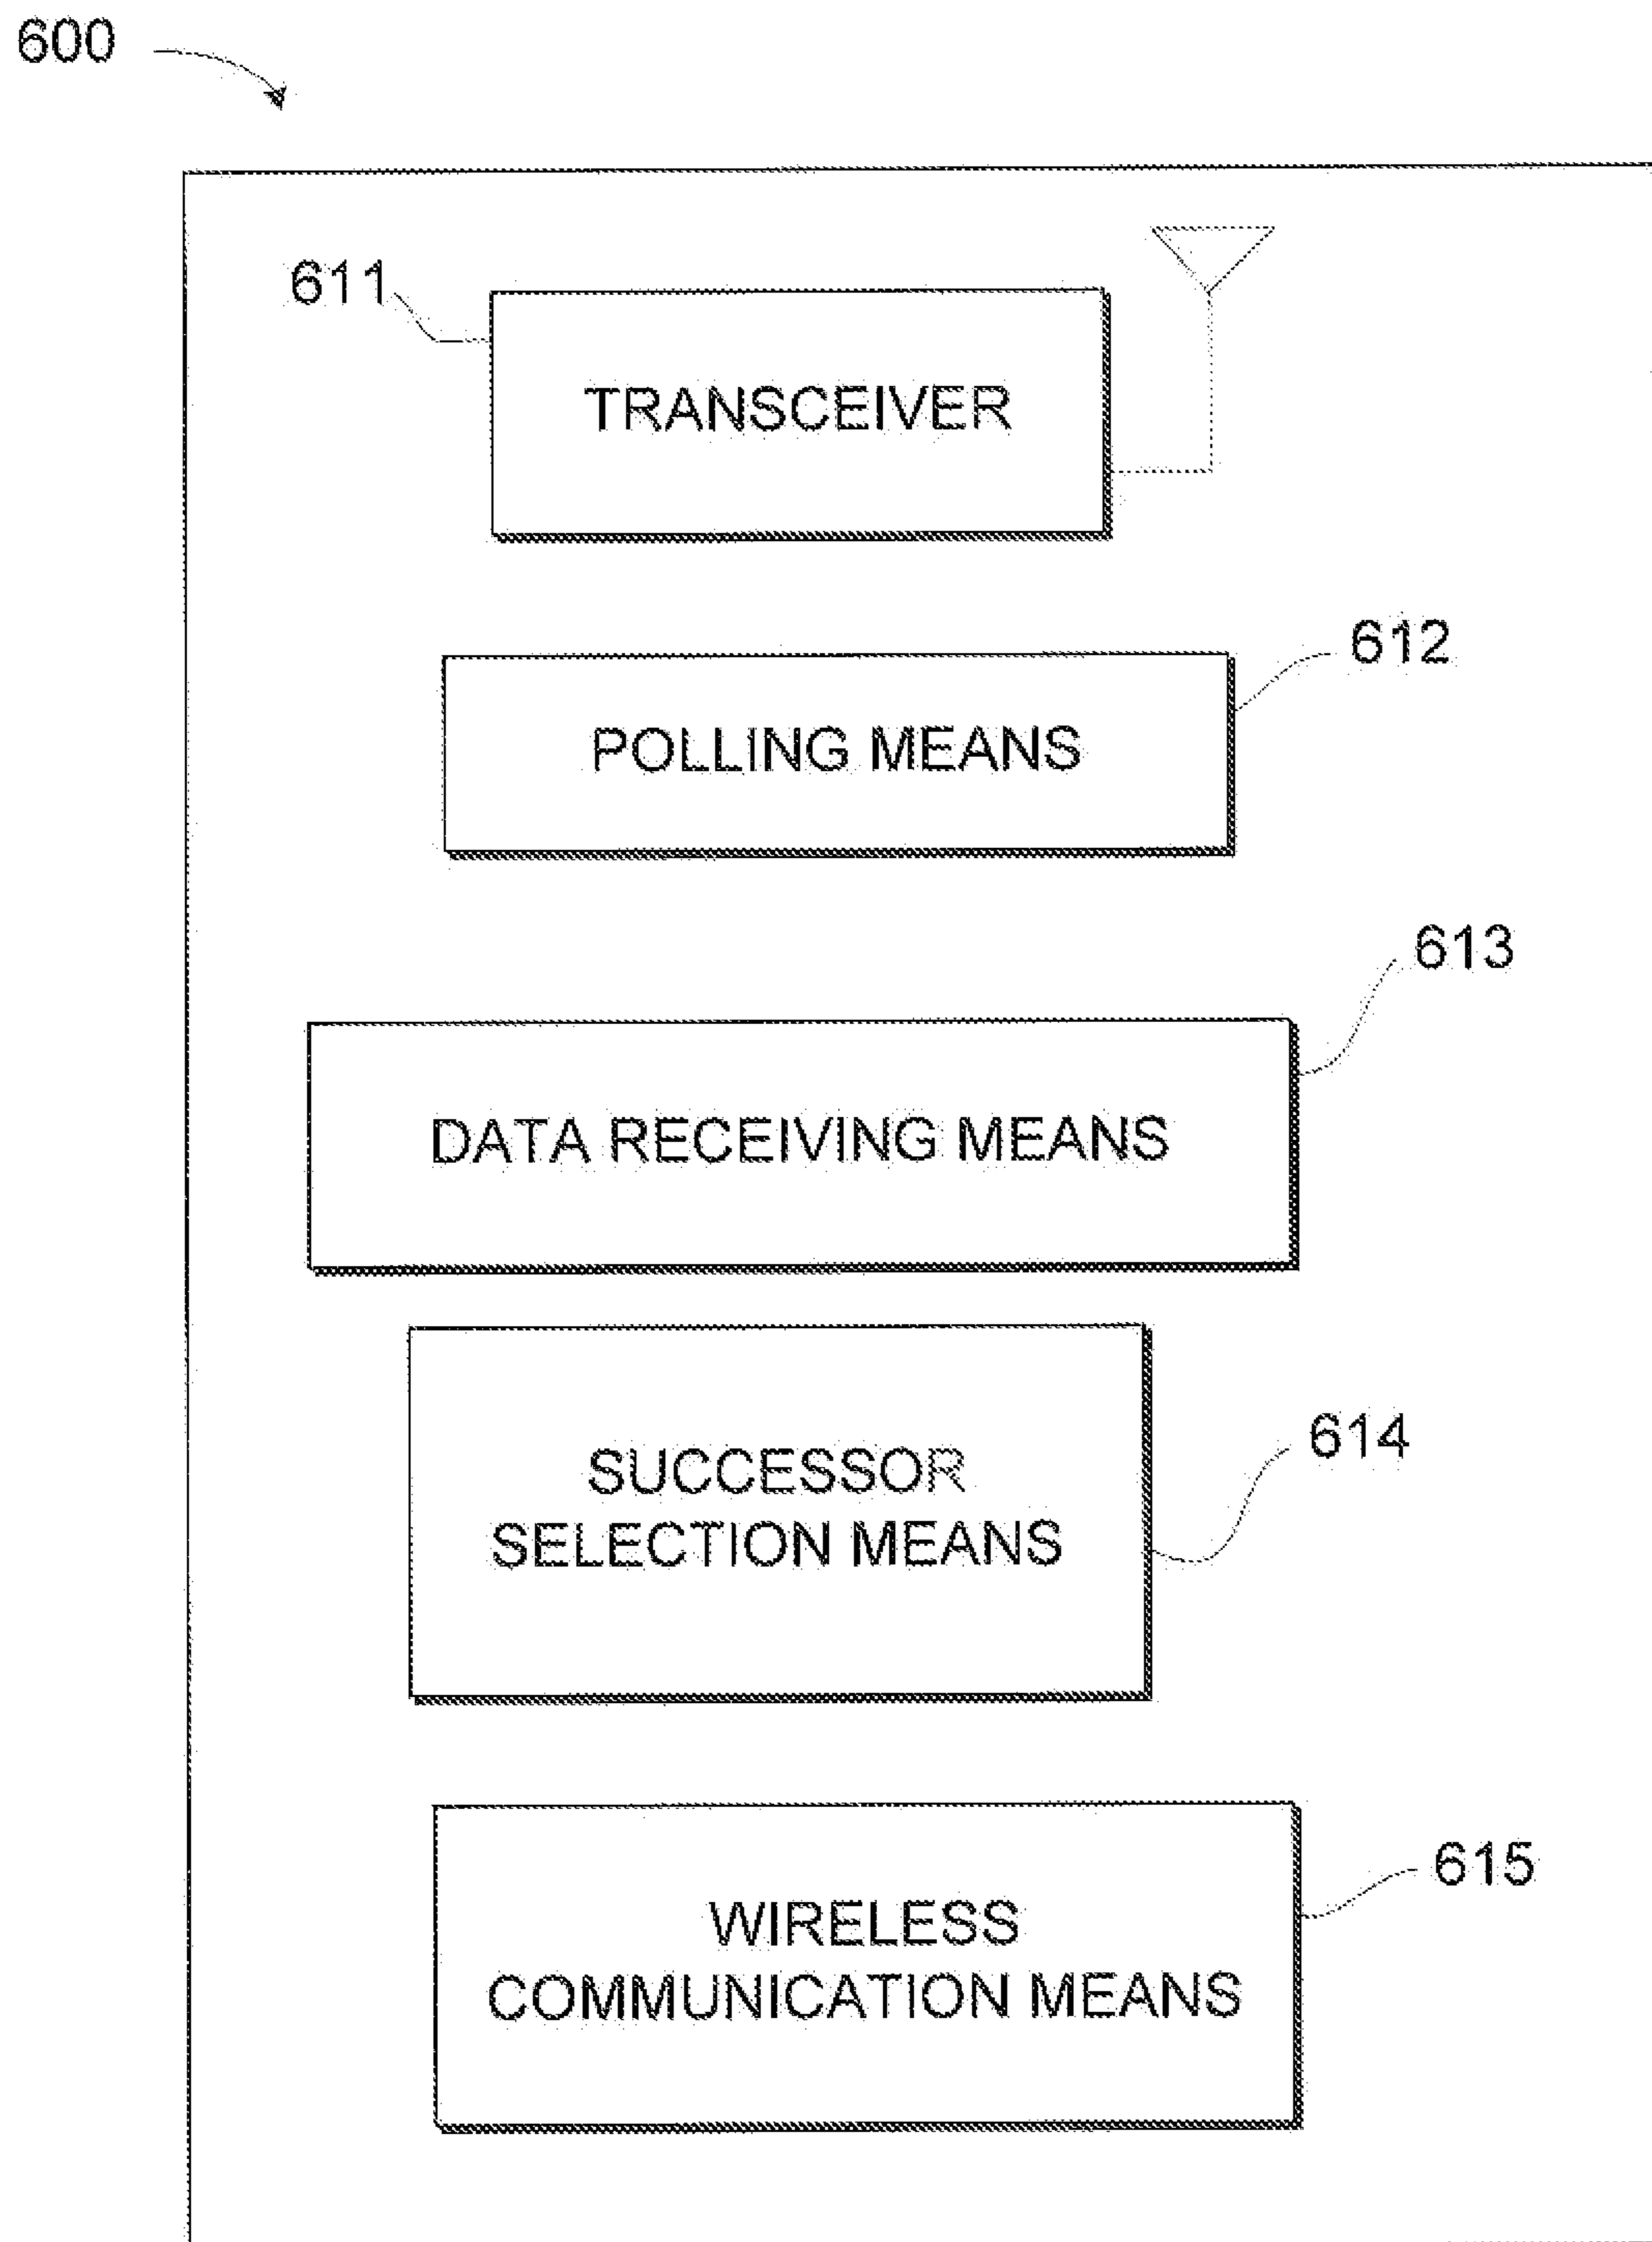 600
611
TRANSCEIVER
612
POLLING MEANS
613
DATA RECEIVING MEANS
SUCCESSOR
SELECTION MEANS
614
WIRELESS
COMMUNICATION MEANS
615